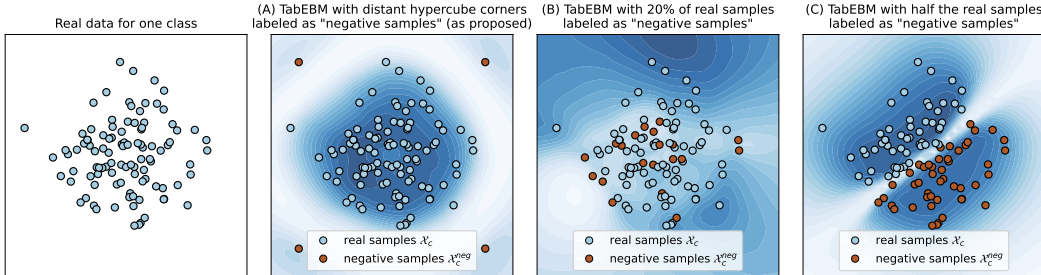 Real data for one class
(A) TabEBM with distant hypercube corners
labeled as "negative samples" (as proposed)
real samples 𝒳c
negative samples 𝒳c^neg
(B) TabEBM with 20% of real samples
labeled as "negative samples"
real samples 𝒳c
negative samples 𝒳c^neg
(C) TabEBM with half the real samples
labeled as "negative samples"
real samples 𝒳c
negative samples 𝒳c^neg